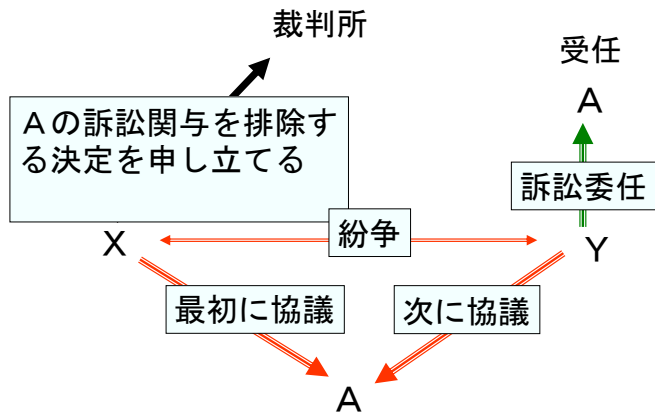 裁判所
受任
A
Aの訴訟関与を排除す
る決定を申し立てる
訴訟委任
紛争
X
Y
最初に協議
次に協議
A